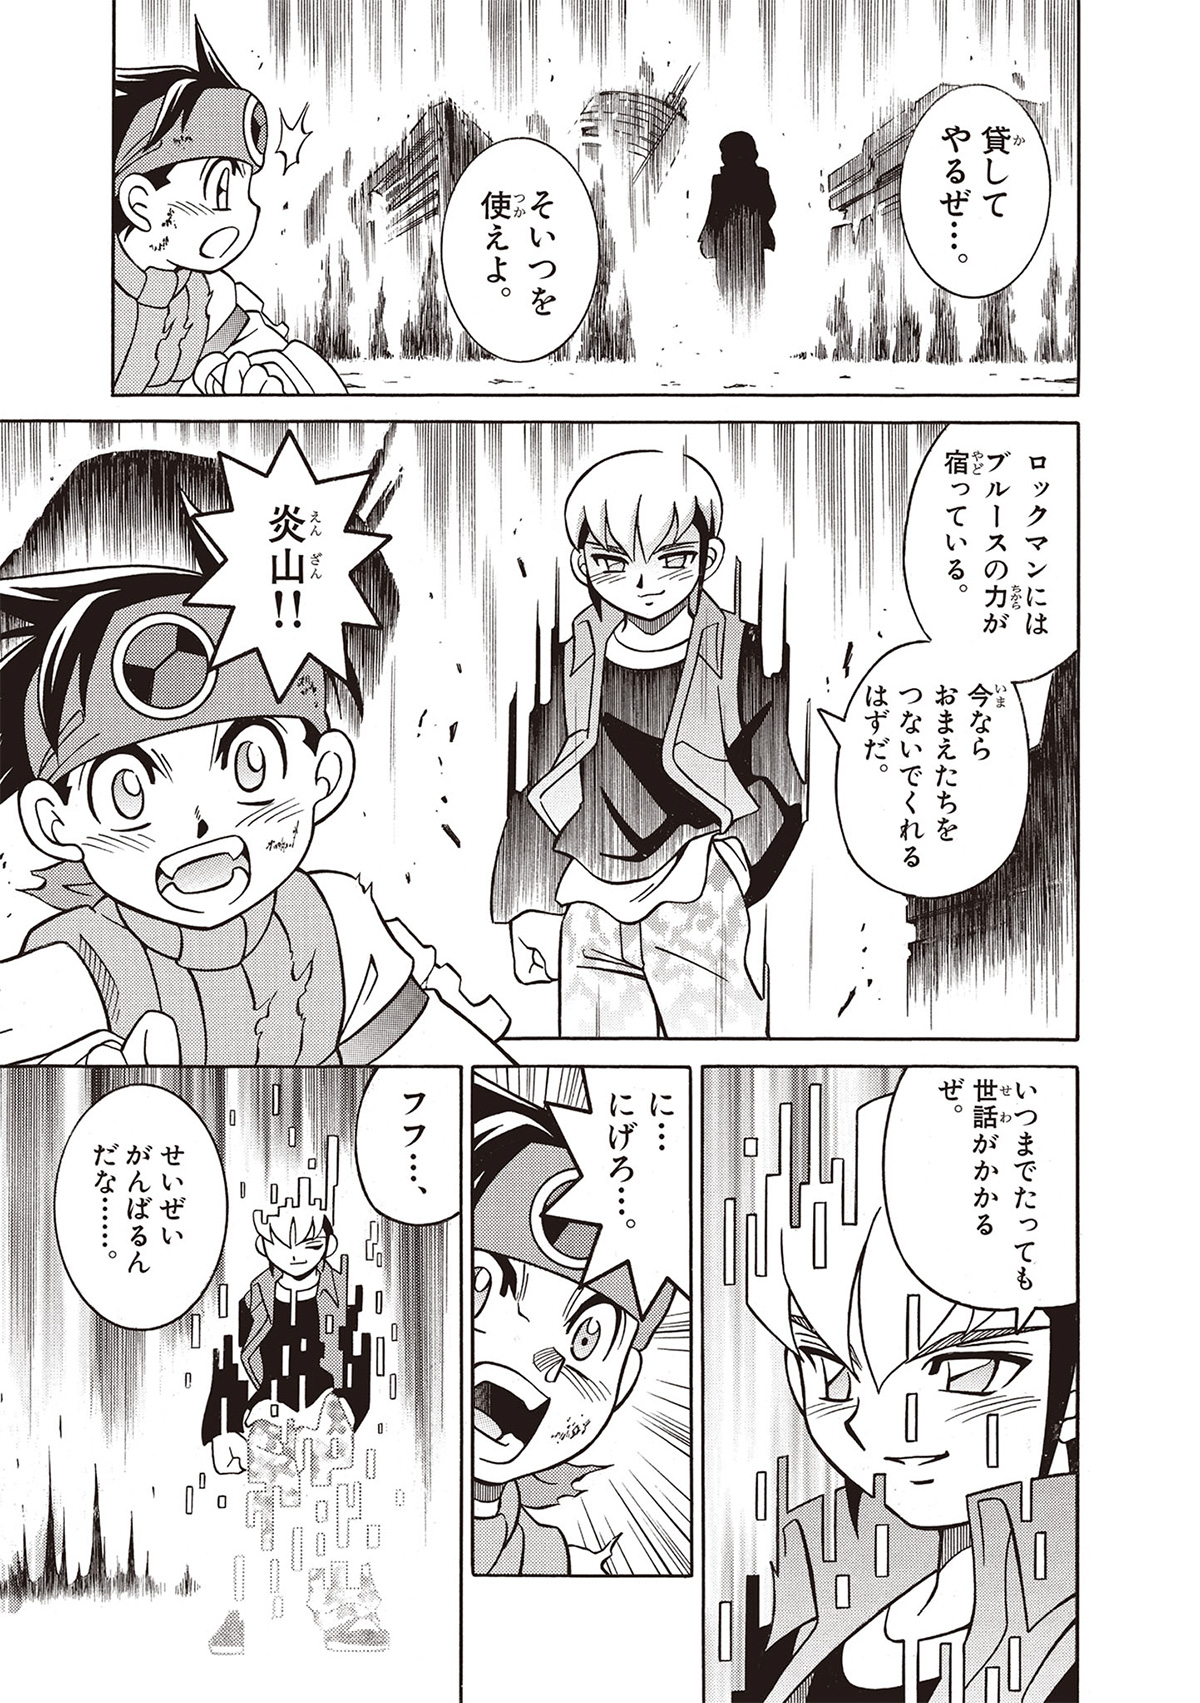 貸して
やるぜ…。
そいつを
使えよ。
ロックマンには
ブルースの力が
宿っている。
今なら
おまえたちを
つないでくれる
はずだ。
炎山!!
いつまでたっても
世話がかかる
ぜ。
に…
にげろ…。
フフ…、
せいぜい
がんばるん
だな……。